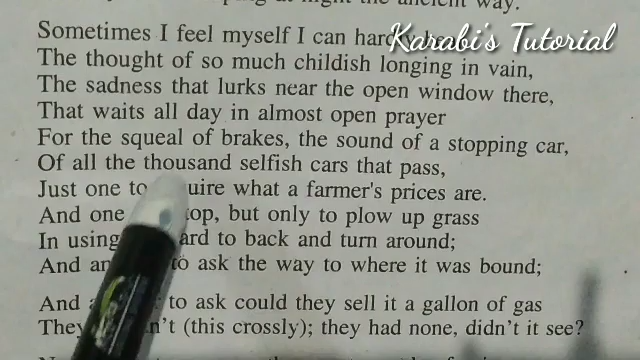 at night the ancient way.
Karabi's Tutorial
Sometimes I feel myself I can hardly
The thought of so much childish longing in vain,
The sadness that lurks near the open window there,
That waits all day in almost open prayer
For the squeal of brakes, the sound of a stopping car,
Of all the thousand selfish cars that pass,
Just one to what a farmer's prices are.
And one but only to plow up grass
In using to back and turn around;
And to ask the way to where it was bound;
And to ask could they sell it a gallon of gas
They (this crossly); they had none, didn't it see?